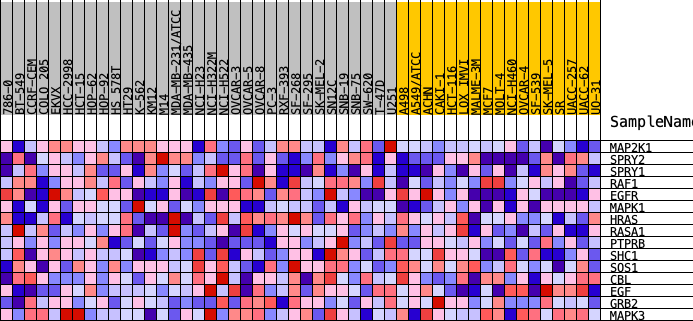 786-0
BT-549
CCRF-CEM
COLO 205
EKVX
HCC-2998
HCT-15
HOP-62
HOP-92
HS 578T
HT29
K-562
KM12
M14
MDA-MB-231/ATCC
MDA-MB-435
NCI-H23
NCI-H322M
NCI-H522
OVCAR-3
OVCAR-5
OVCAR-8
PC-3
RXF-393
SF-268
SF-295
SK-MEL-2
SN12C
SNB-19
SNB-75
SW-620
T-47D
U251
A498
A549/ATCC
ACHN
CAKI-1
HCT-116
LOX IMVI
MALME-3M
MCF7
MOLT-4
NCI-H460
OVCAR-4
SF-539
SK-MEL-5
SR
UACC-257
UACC-62
UO-31
SampleName
MAP2K1
SPRY2
SPRY1
RAF1
EGFR
MAPK1
HRAS
RASA1
PTPRB
SHC1
SOS1
CBL
EGF
GRB2
MAPK3